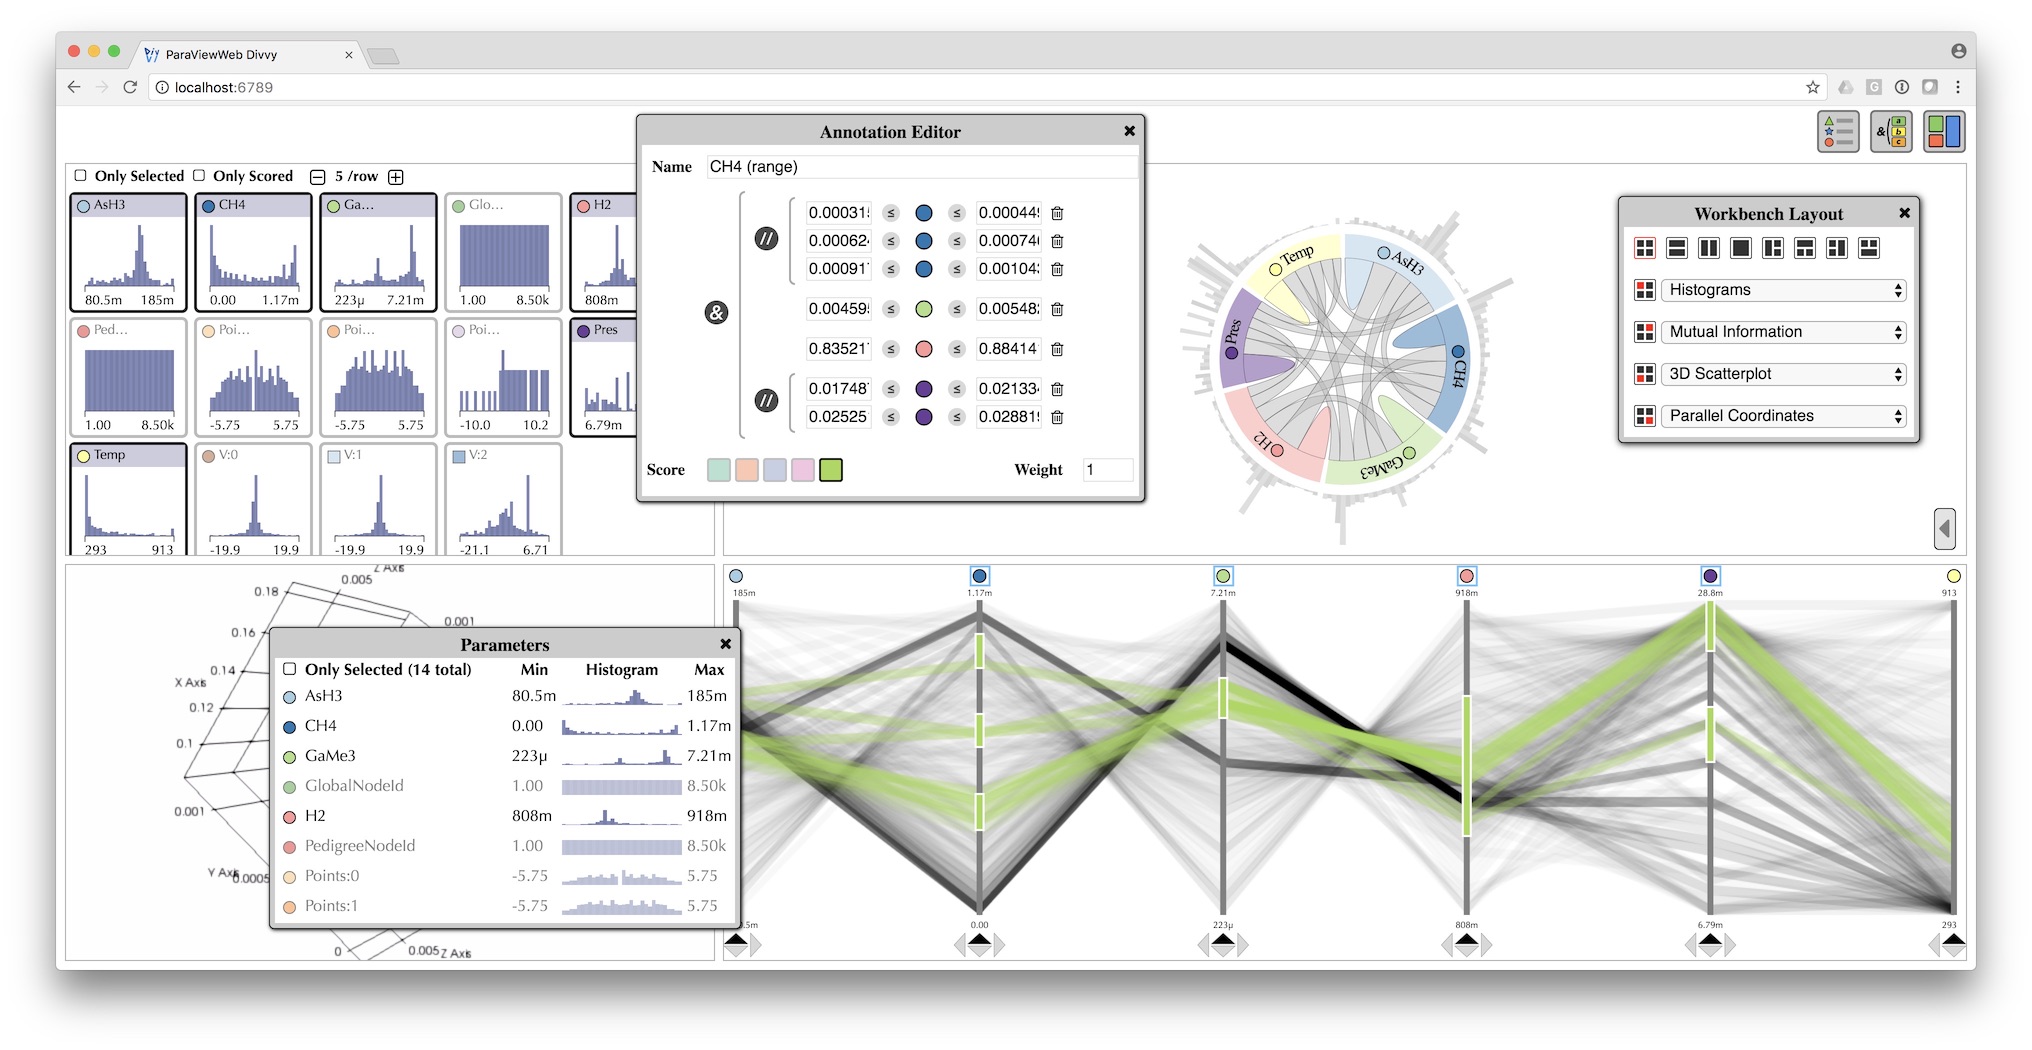 ParaViewWeb Divvy
localhost:6789
Only Selected Only Scored 5 /row
AsH3
80.5m 185m
CH4
0.00 1.17m
Ga...
223µ 7.21m
Glo...
1.00 8.50k
H2
808m
Ped...
1.00 8.50k
Poi...
-5.75 5.75
Poi...
-5.75 5.75
Poi...
-10.0 10.2
Pres
6.79m
Temp
293 913
V:0
-19.9 19.9
V:1
-19.9 19.9
V:2
-21.1 6.71
Annotation Editor
Name CH4 (range)
&
//
≤ ≤ 0.00044
0.00062 ≤ ≤ 0.00074
0.00091 ≤ ≤ 0.00104
0.00459 ≤ ≤ 0.00548
0.83521 ≤ ≤ 0.88414
//
0.01748 ≤ ≤ 0.02133
0.02525 ≤ ≤ 0.02881
Score
Weight 1
Temp
AsH3
CH4
GaMe3
H2
Pres
& a b c
Workbench Layout
Histograms
Mutual Information
3D Scatterplot
Parallel Coordinates
Z Axis
0.005
0.18
0.001
0.16
0.14
X Axis
0.12
0.1
0.001
Y Axis
0.0005
0
0.005 Z Axis
Parameters
Only Selected (14 total) Min Histogram Max
AsH3 80.5m 185m
CH4 0.00 1.17m
GaMe3 223µ 7.21m
GlobalNodeId 1.00 8.50k
H2 808m 918m
PedigreeNodeId 1.00 8.50k
Points:0 -5.75 5.75
Points:1 -5.75 5.75
185m 1.17m 7.21m 918m 28.8m 913
.5m 0.00 223µ 808m 6.79m 293